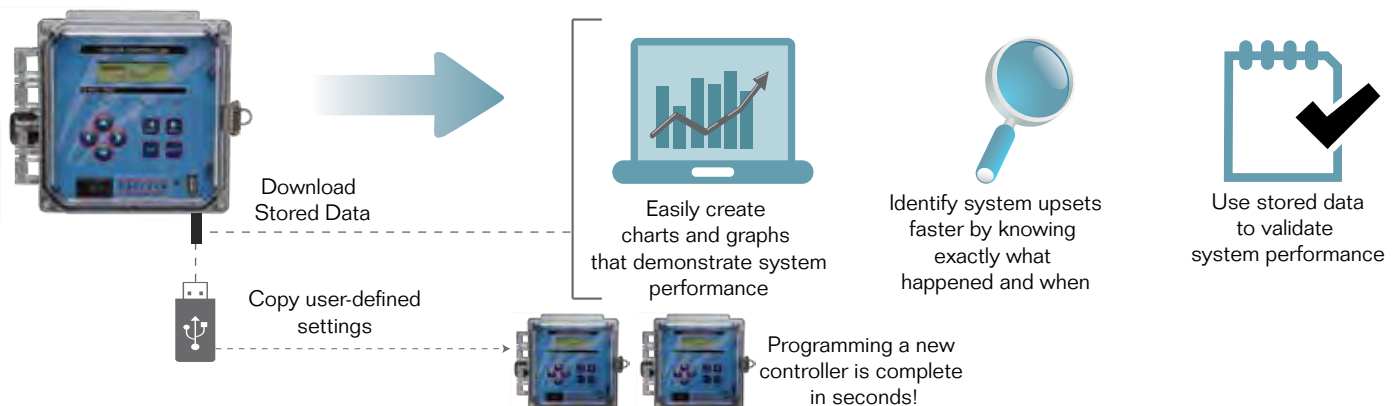 Download
Stored Data
Easily create
charts and graphs
that demonstrate system
performance
Identify system upsets
faster by knowing
exactly what
happened and when
Use stored data
to validate
system performance
Copy user-defined
settings
Programming a new
controller is complete
in seconds!